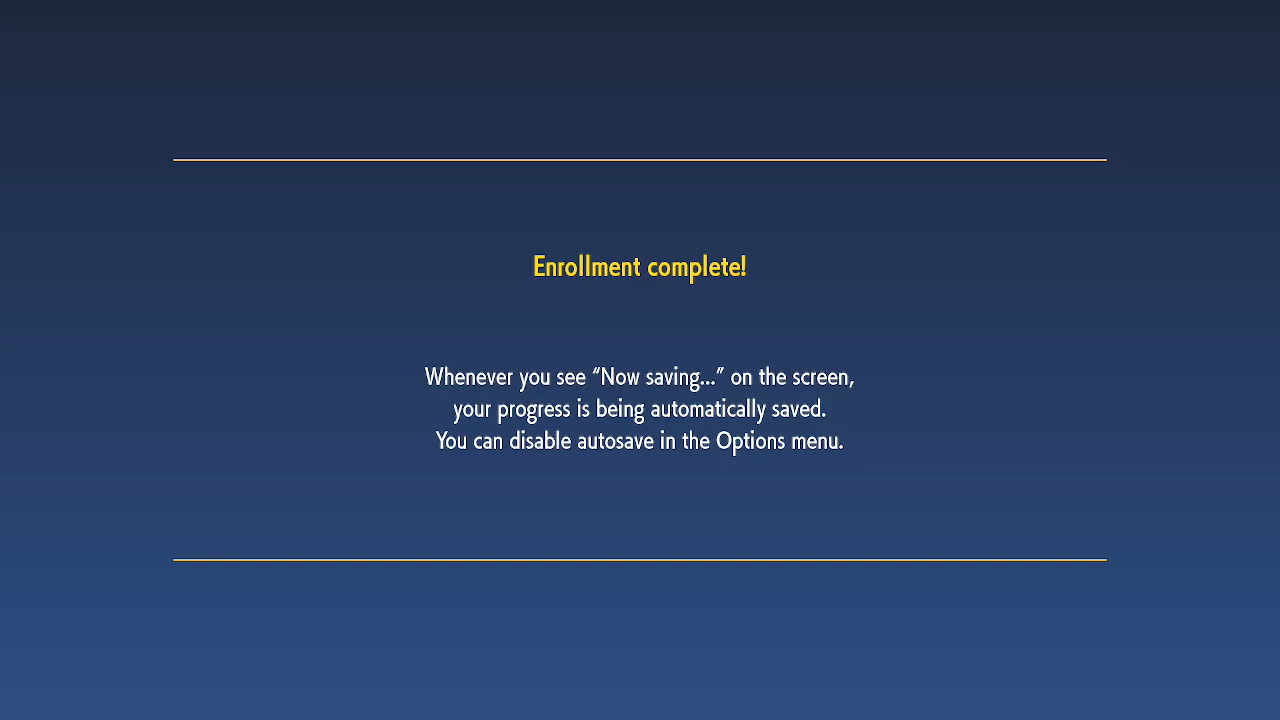 Enrollment complete!
Whenever you see “Now saving...” on the screen,
your progress is being automatically saved.
You can disable autosave in the Options menu.